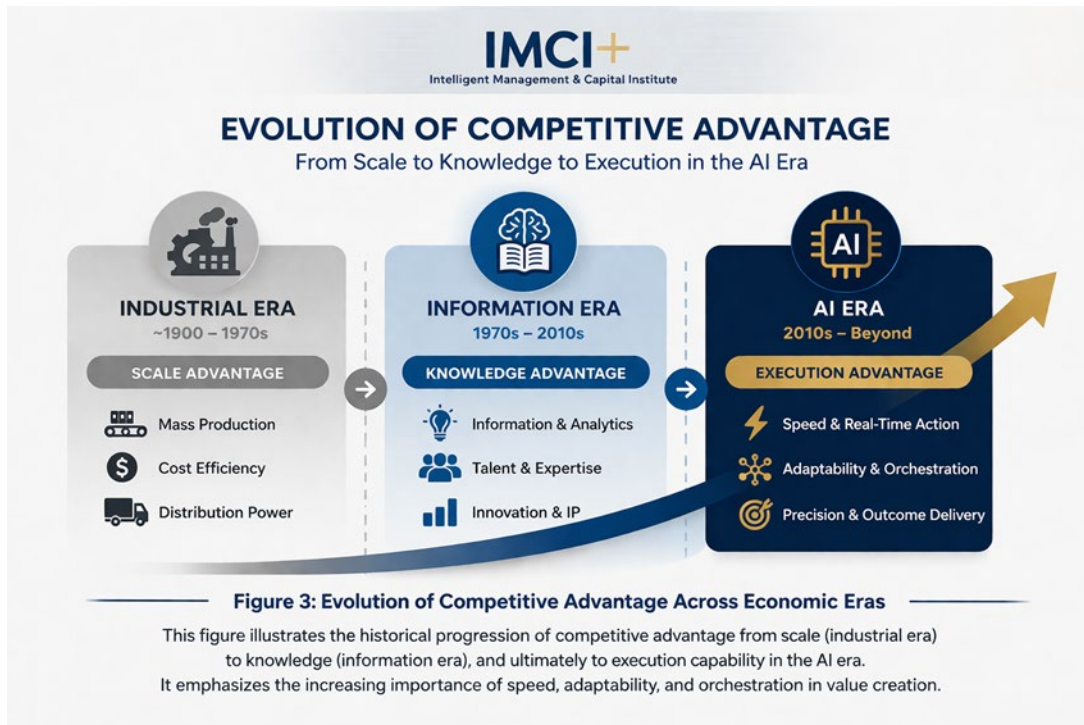 IMCI+
Intelligent Management & Capital Institute
EVOLUTION OF COMPETITIVE ADVANTAGE
From Scale to Knowledge to Execution in the AI Era
INDUSTRIAL ERA
~1900 – 1970s
SCALE ADVANTAGE
Mass Production
$
Cost Efficiency
Distribution Power
INFORMATION ERA
1970s – 2010s
KNOWLEDGE ADVANTAGE
Information & Analytics
Talent & Expertise
Innovation & IP
AI
AI ERA
2010s – Beyond
EXECUTION ADVANTAGE
Speed & Real-Time Action
Adaptability & Orchestration
Precision & Outcome Delivery
Figure 3: Evolution of Competitive Advantage Across Economic Eras
This figure illustrates the historical progression of competitive advantage from scale (industrial era)
to knowledge (information era), and ultimately to execution capability in the AI era.
It emphasizes the increasing importance of speed, adaptability, and orchestration in value creation.